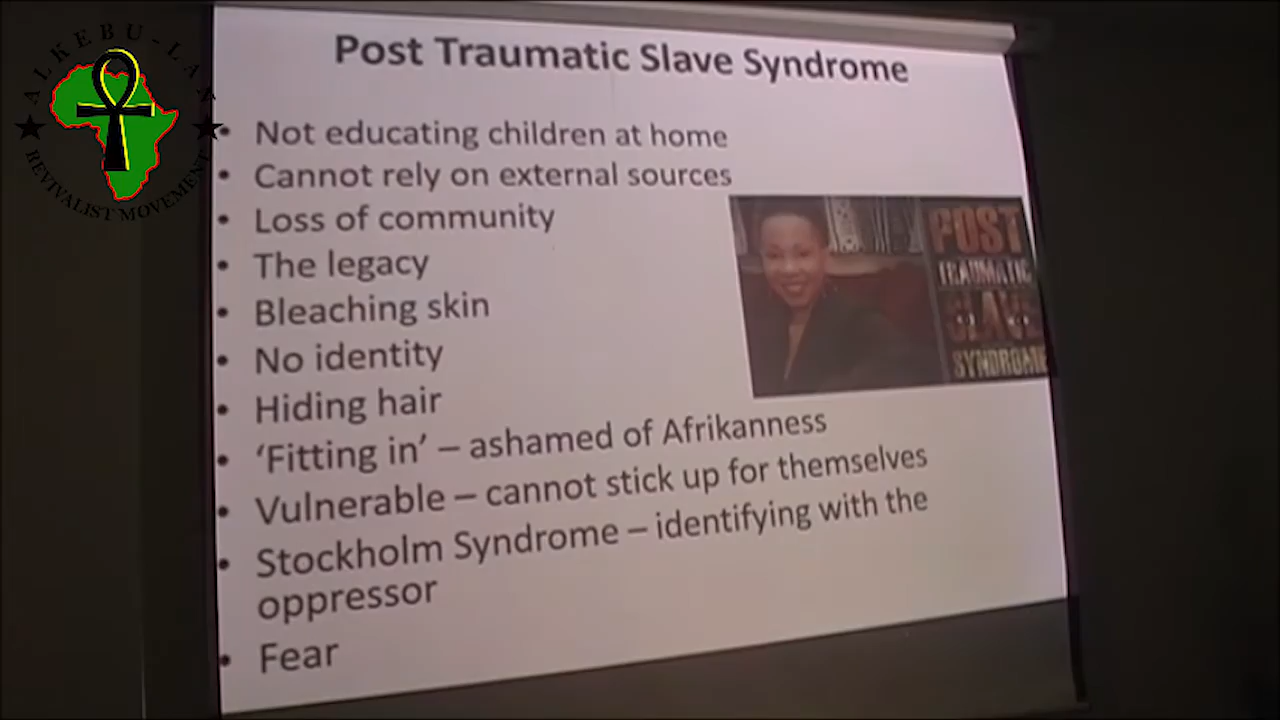 ALKEBU-LAN
REVIVALIST MOVEMENT
Post Traumatic Slave Syndrome
• Not educating children at home
• Cannot rely on external sources
• Loss of community
• The legacy
• Bleaching skin
• No identity
• Hiding hair
• ‘Fitting in’ – ashamed of Afrikanness
• Vulnerable – cannot stick up for themselves
• Stockholm Syndrome – identifying with the
oppressor
• Fear
POST
TRAUMATIC
SLAVE
SYNDROME